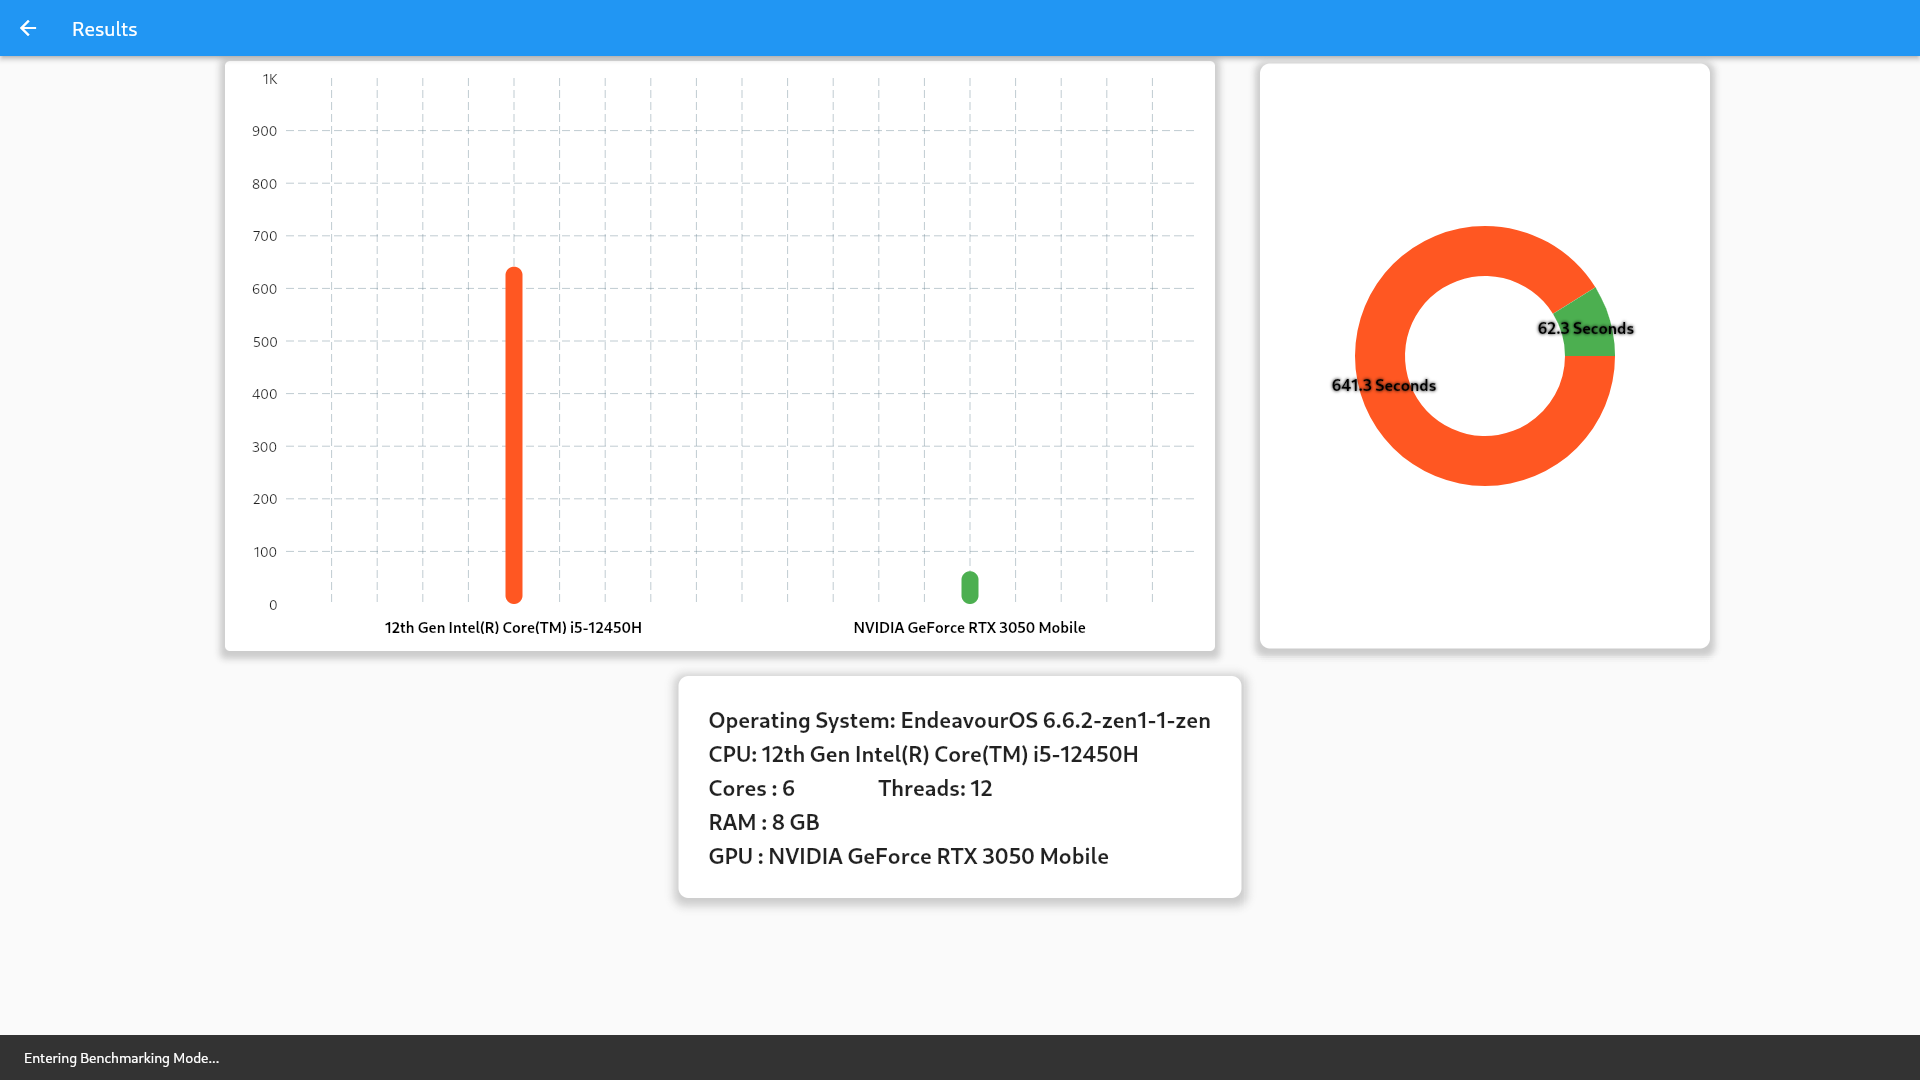 Results
1K
900
800
700
600
500
400
300
200
100
0
12th Gen Intel(R) Core(TM) i5-12450H
NVIDIA GeForce RTX 3050 Mobile
62.3 Seconds
641.3 Seconds
Operating System: EndeavourOS 6.6.2-zen1-1-zen
CPU: 12th Gen Intel(R) Core(TM) i5-12450H
Cores : 6 Threads: 12
RAM : 8 GB
GPU : NVIDIA GeForce RTX 3050 Mobile
Entering Benchmarking Mode...